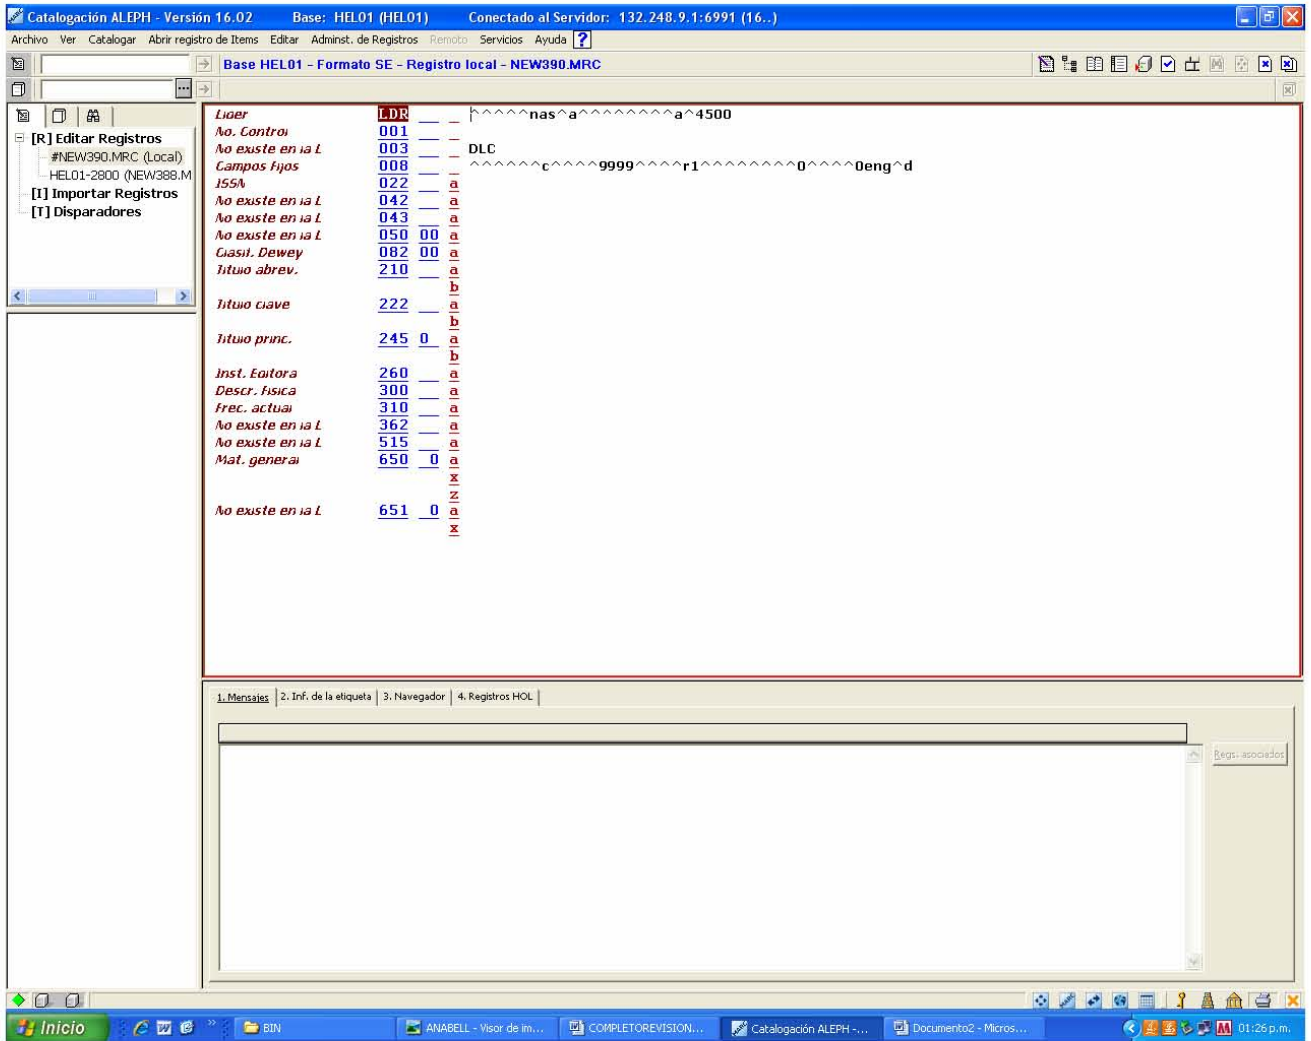 Catalogación ALEPH - Versión 16.02 Base: HEL01 (HEL01) Conectado al Servidor: 132.248.9.1:6991 (16..)
Archivo Ver Catalogar Abrir registro de Items Editar Adminst. de Registros Remoto Servicios Ayuda ?
Base HEL01 - Formato SE - Registro local - NEW390.MRC
[R] Editar Registros
#NEW390.MRC (Local)
HEL01-2800 (NEW388.M
[I] Importar Registros
[T] Disparadores
Líder LDR ^^^^^nas^a^^^^^^^^a^4500
No. Control 001
No existe en la L 003 DLC
Campos fijos 008 ^^^^^^c^^^^9999^^^^r1^^^^^^^^0^^^^0eng^d
ISSN 022 a
No existe en la L 042 a
No existe en la L 043 a
No existe en la L 050 00 a
Clasif. Dewey 082 00 a
Título abrev. 210 a
b
Título clave 222 a
b
Título princ. 245 0 a
b
Inst. Editora 260 a
Descr. física 300 a
Frec. actual 310 a
No existe en la L 362 a
No existe en la L 515 a
Mat. general 650 0 a
x
z
No existe en la L 651 0 a
x
1. Mensajes 2. Inf. de la etiqueta 3. Navegador 4. Registros HOL
Regs. asociados
Inicio BIN ANABELL - Visor de im... COMPLETOREVISION... Catalogación ALEPH -... Documento2 - Micros... 01:26 p.m.